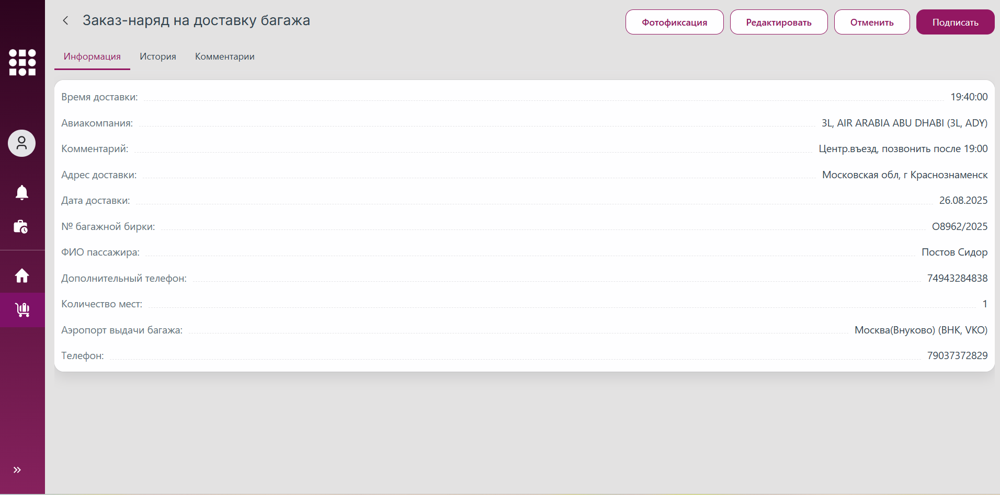 Заказ-наряд на доставку багажа
Фотофиксация
Редактировать
Отменить
Подписать
Информация
История
Комментарии
Время доставки: 19:40:00
Авиакомпания: 3L, AIR ARABIA ABU DHABI (3L, ADY)
Комментарий: Центр.въезд, позвонить после 19:00
Адрес доставки: Московская обл, г Краснознаменск
Дата доставки: 26.08.2025
№ багажной бирки: О8962/2025
ФИО пассажира: Постов Сидор
Дополнительный телефон: 74943284838
Количество мест: 1
Аэропорт выдачи багажа: Москва(Внуково) (ВНК, VKO)
Телефон: 79037372829